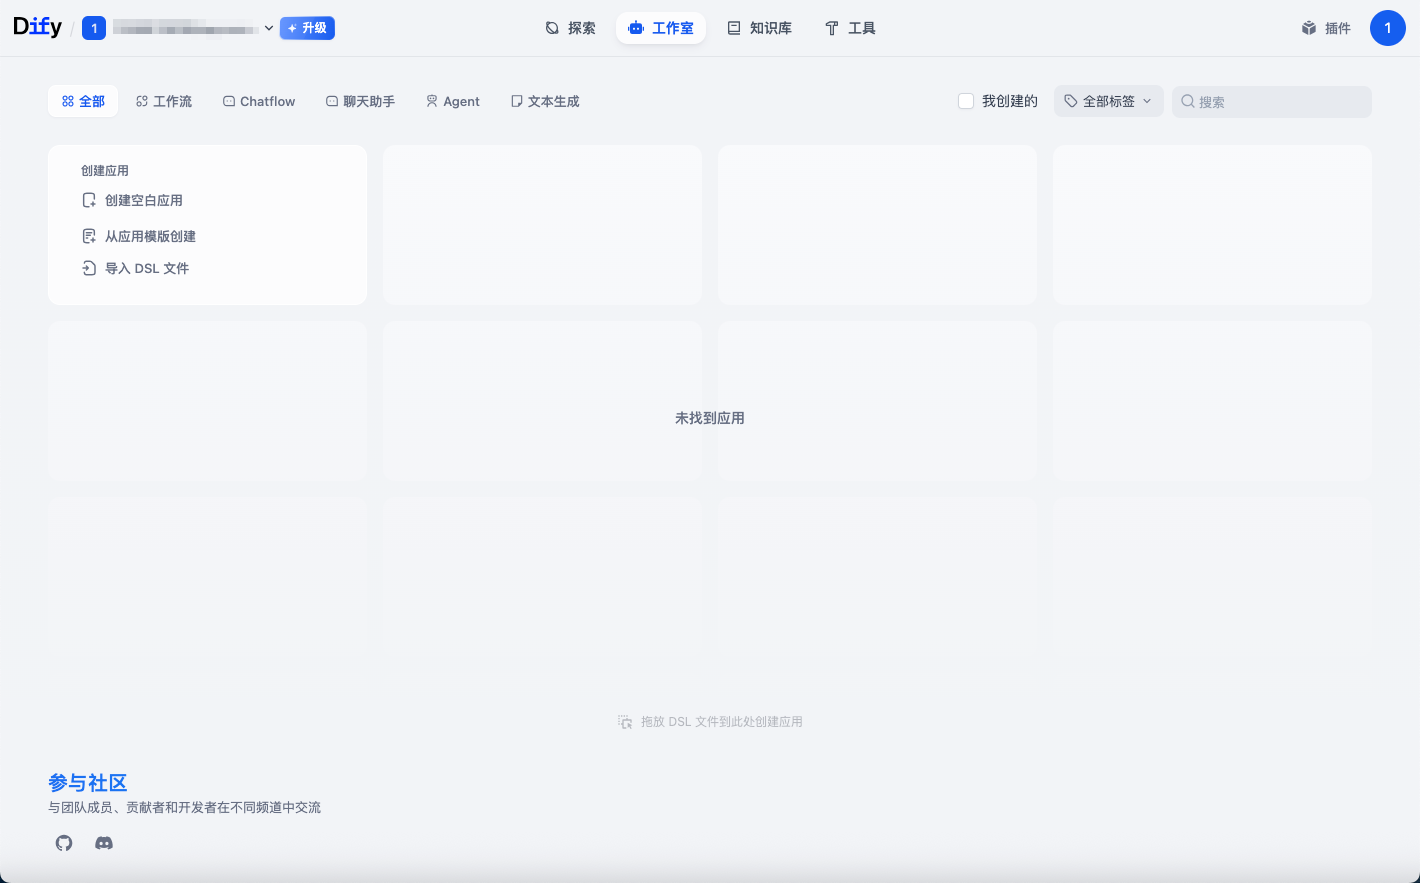 Dify / 1 升级 探索 工作室 知识库 工具 插件 1
全部 工作流 Chatflow 聊天助手 Agent 文本生成 我创建的 全部标签 搜索
创建应用
创建空白应用
从应用模版创建
导入 DSL 文件
未找到应用
拖放 DSL 文件到此处创建应用
参与社区
与团队成员、贡献者和开发者在不同频道中交流